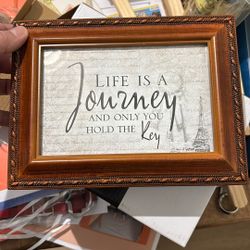 LIFE IS A
Journey
AND ONLY YOU
HOLD THE Key